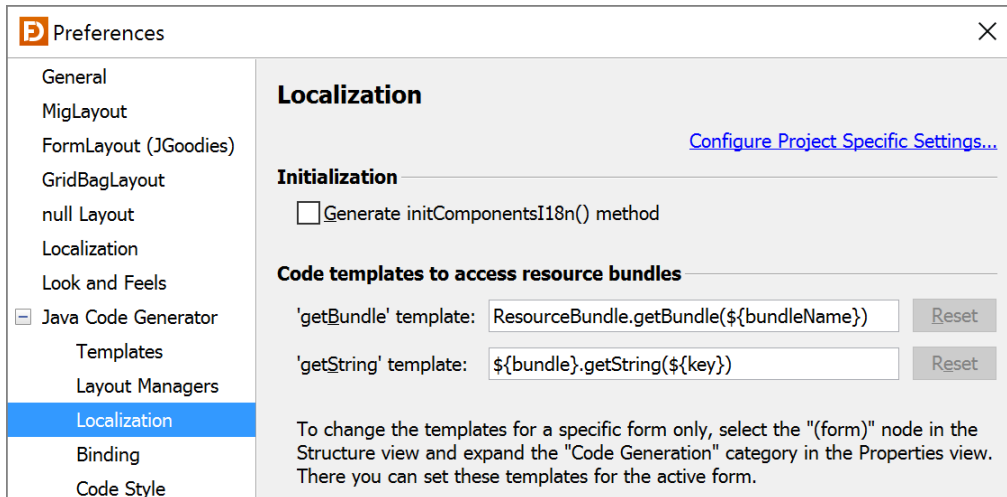 Preferences
General
MigLayout
FormLayout (JGoodies)
GridBagLayout
null Layout
Localization
Look and Feels
Java Code Generator
Templates
Layout Managers
Localization
Binding
Code Style
Localization
Configure Project Specific Settings...
Initialization
Generate initComponentsI18n() method
Code templates to access resource bundles
'getBundle' template: ResourceBundle.getBundle(${bundleName}) Reset
'getString' template: ${bundle}.getString(${key}) Reset
To change the templates for a specific form only, select the "(form)" node in the
Structure view and expand the "Code Generation" category in the Properties view.
There you can set these templates for the active form.